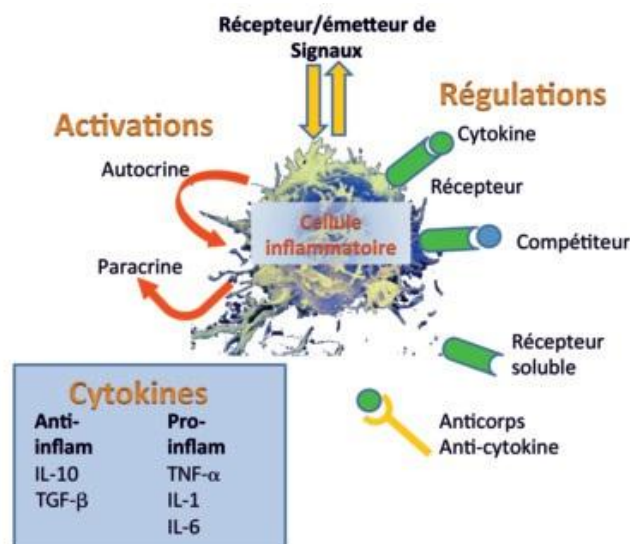 Récepteur/émetteur de
Signaux
Activations
Régulations
Autocrine
Cytokine
Récepteur
Cellule
inflammatoire
Compétiteur
Paracrine
Récepteur
soluble
Cytokines
Anti-
inflam
Pro-
inflam
IL-10
TNF-α
TGF-β
IL-1
IL-6
Anticorps
Anti-cytokine